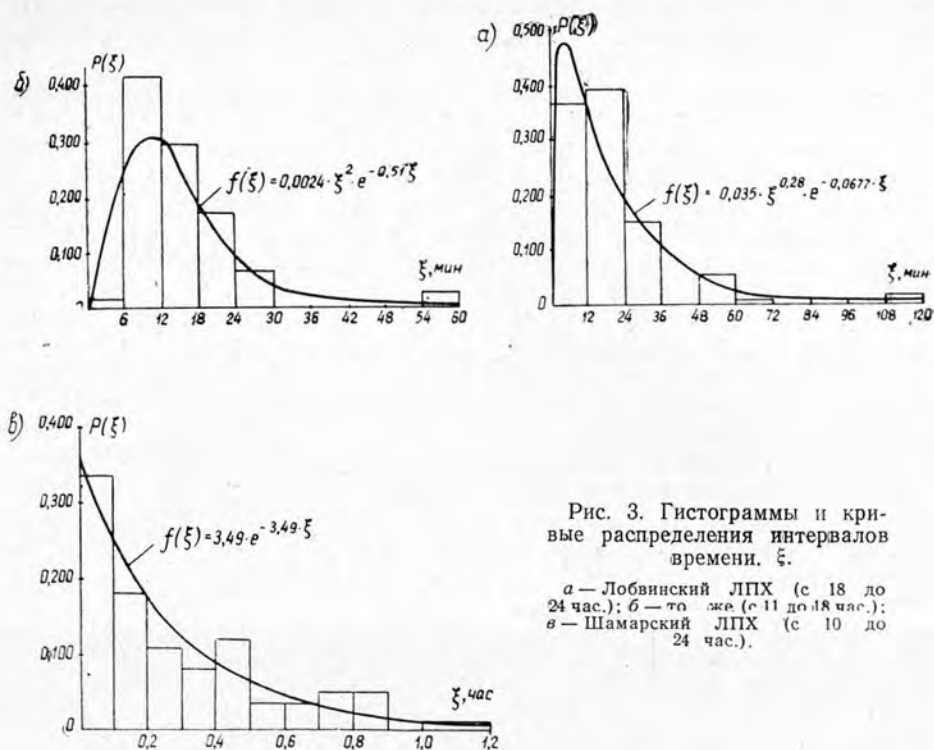 б)
P(ξ)
0,400
0,300
0,200
0,100
0
f(ξ)=0,0024·ξ²·e^-0,51ξ
ξ, мин
6 12 18 24 30 36 42 48 54 60
а)
0,500 P(ξ)
0,400
0,300
0,200
0,100
0
f(ξ) = 0,035·ξ^0,28·e^-0,0677·ξ
ξ, мин
12 24 36 48 60 72 84 96 108 120
в)
0,400 P(ξ)
0,300
0,200
0,100
0
f(ξ)=3,49·e^-3,49·ξ
ξ, час
0,2 0,4 0,6 0,8 1,0 1,2
Рис. 3. Гистограммы и кри-
вые распределения интервалов
времени, ξ.
а — Лобвинский ЛПХ (с 18 до
24 час.); б — то же (с 11 до 18 час.);
в — Шамарский ЛПХ (с 10 до
24 час.).